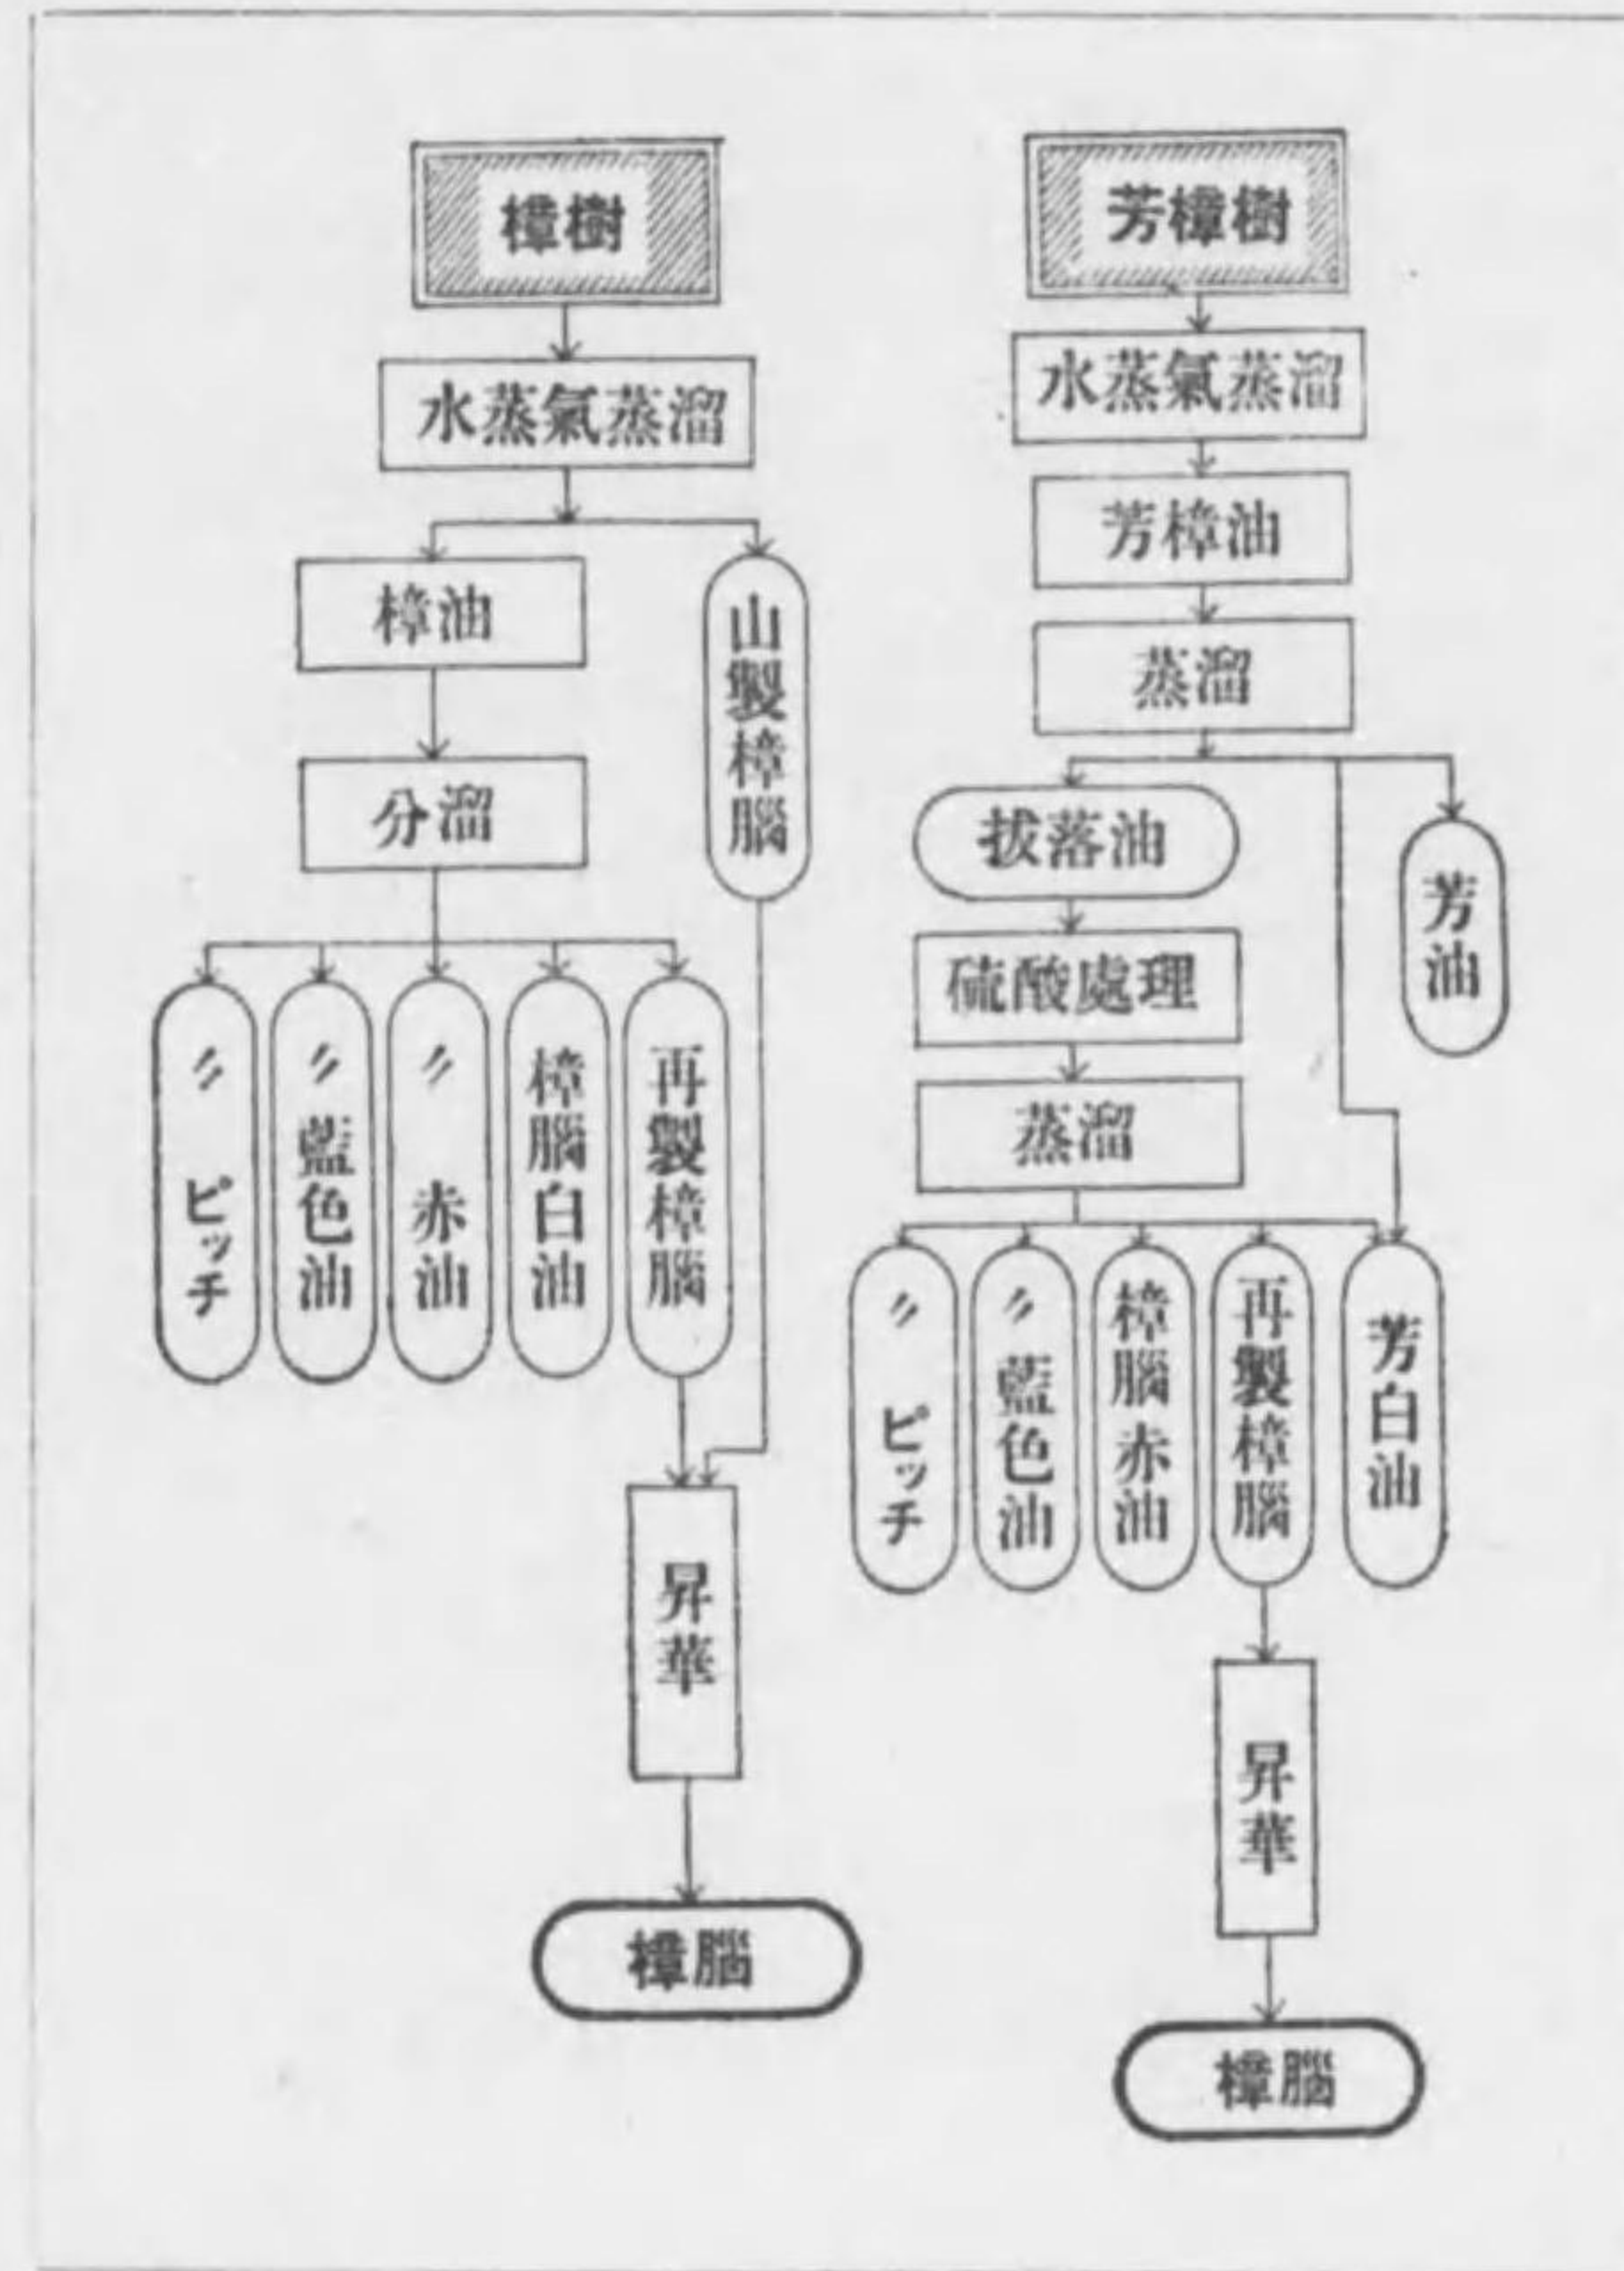 樟樹
水蒸氣蒸溜
樟油
山製樟腦
分溜
再製樟腦
樟腦白油
〃赤油
〃藍色油
〃ピッチ
昇華
樟腦
芳樟樹
水蒸氣蒸溜
芳樟油
蒸溜
拔落油
芳油
硫酸處理
蒸溜
芳白油
再製樟腦
樟腦赤油
〃藍色油
〃ピッチ
昇華
樟腦